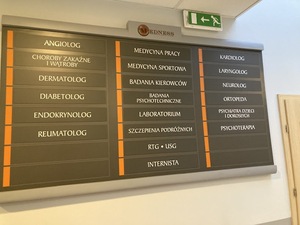 ANGIOLOG
CHOROBY ZAKAŹNE
I WĄTROBY
DERMATOLOG
DIABETOLOG
ENDOKRYNOLOG
REUMATOLOG
MEDYCYNA PRACY
MEDYCYNA SPORTOWA
BADANIA KIEROWCÓW
BADANIA
PSYCHOTECHNICZNE
LABORATORIUM
SZCZEPIENIA PODRÓŻNYCH
RTG • USG
INTERNISTA
KARDIOLOG
LARYNGOLOG
NEUROLOG
ORTOPEDA
PSYCHIATRA DZIECI
I DOROSŁYCH
PSYCHOTERAPIA